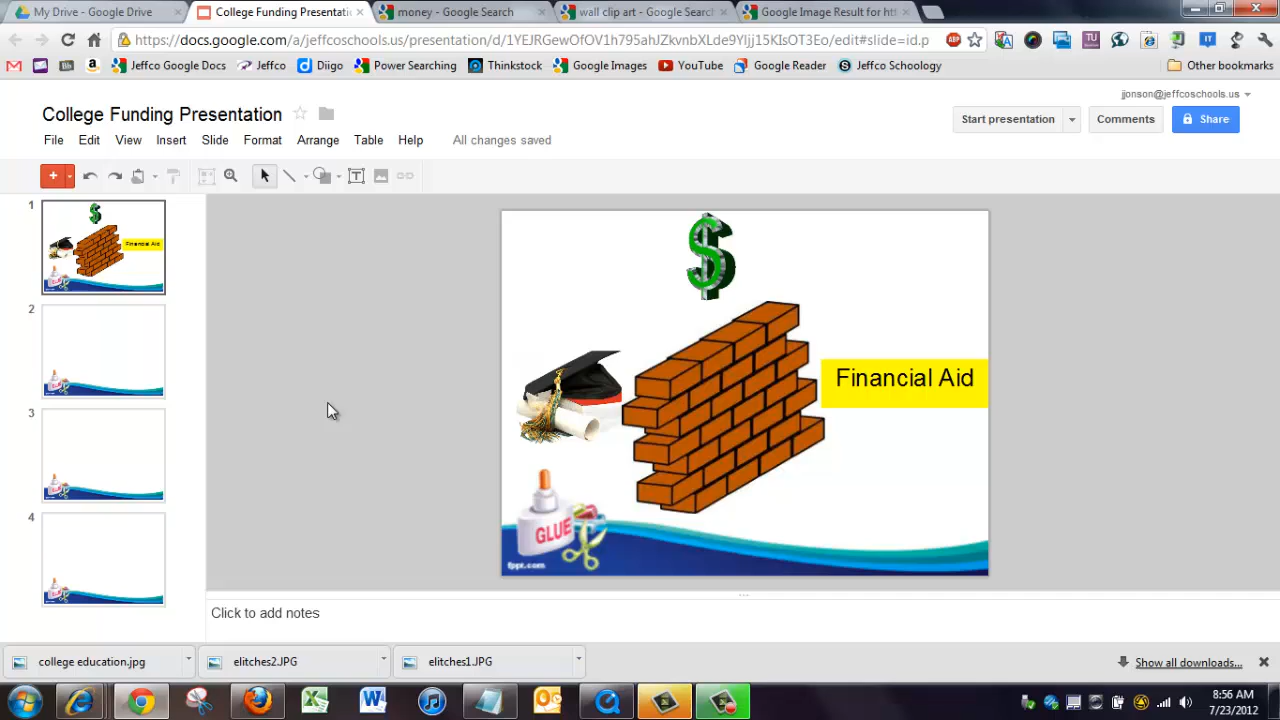 My Drive - Google Drive
College Funding Presentati
money - Google Search
wall clip art - Google Search
Google Image Result for htt
https://docs.google.com/a/jeffcoschools.us/presentation/d/1YEJRGewOfOV1h795ahJZkvnbXLde9Yljj15KIsOT3Eo/edit#slide=id.p
ABP
Jeffco Google Docs
Jeffco
Diigo
Power Searching
Thinkstock
Google Images
YouTube
Google Reader
Jeffco Schoology
Other bookmarks
jjonson@jeffcoschools.us
College Funding Presentation
Start presentation
Comments
Share
File Edit View Insert Slide Format Arrange Table Help All changes saved
1
Financial Aid
2
3
4
$
Financial Aid
GLUE
fppt.com
Click to add notes
college education.jpg
elitches2.JPG
elitches1.JPG
Show all downloads...
8:56 AM
7/23/2012